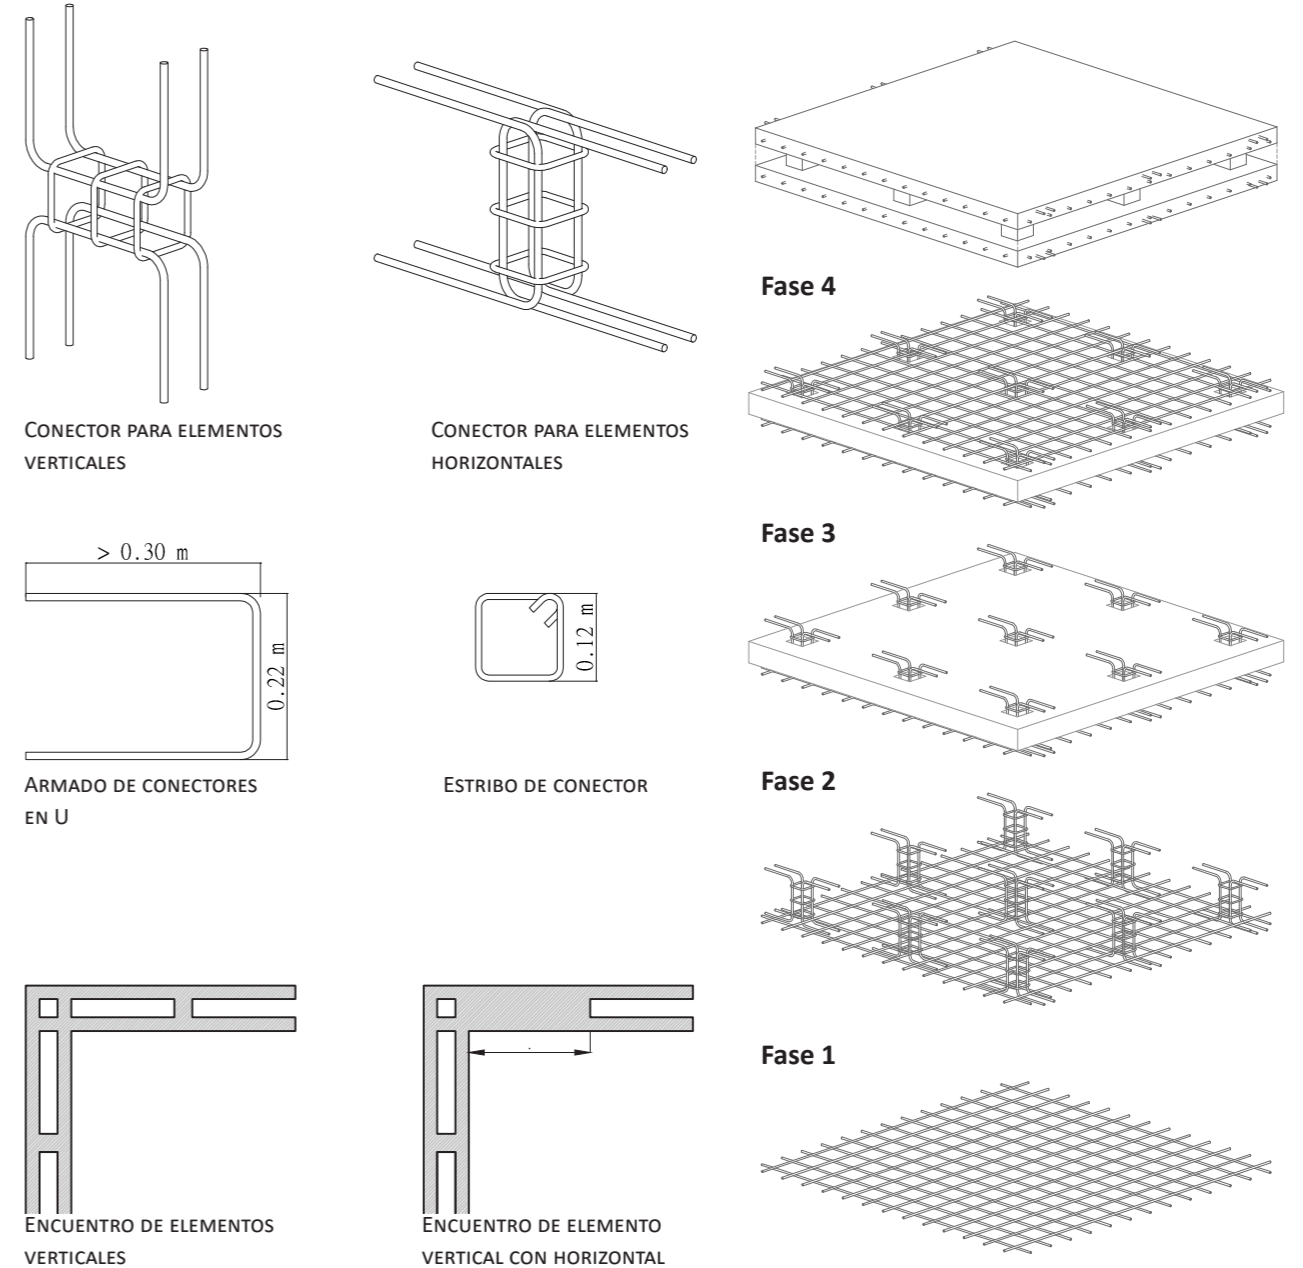 CONECTOR PARA ELEMENTOS
VERTICALES
CONECTOR PARA ELEMENTOS
HORIZONTALES
> 0.30 m
0.22 m
ARMADO DE CONECTORES
EN U
0.12 m
ESTRIBO DE CONECTOR
ENCUENTRO DE ELEMENTOS
VERTICALES
ENCUENTRO DE ELEMENTO
VERTICAL CON HORIZONTAL
Fase 4
Fase 3
Fase 2
Fase 1